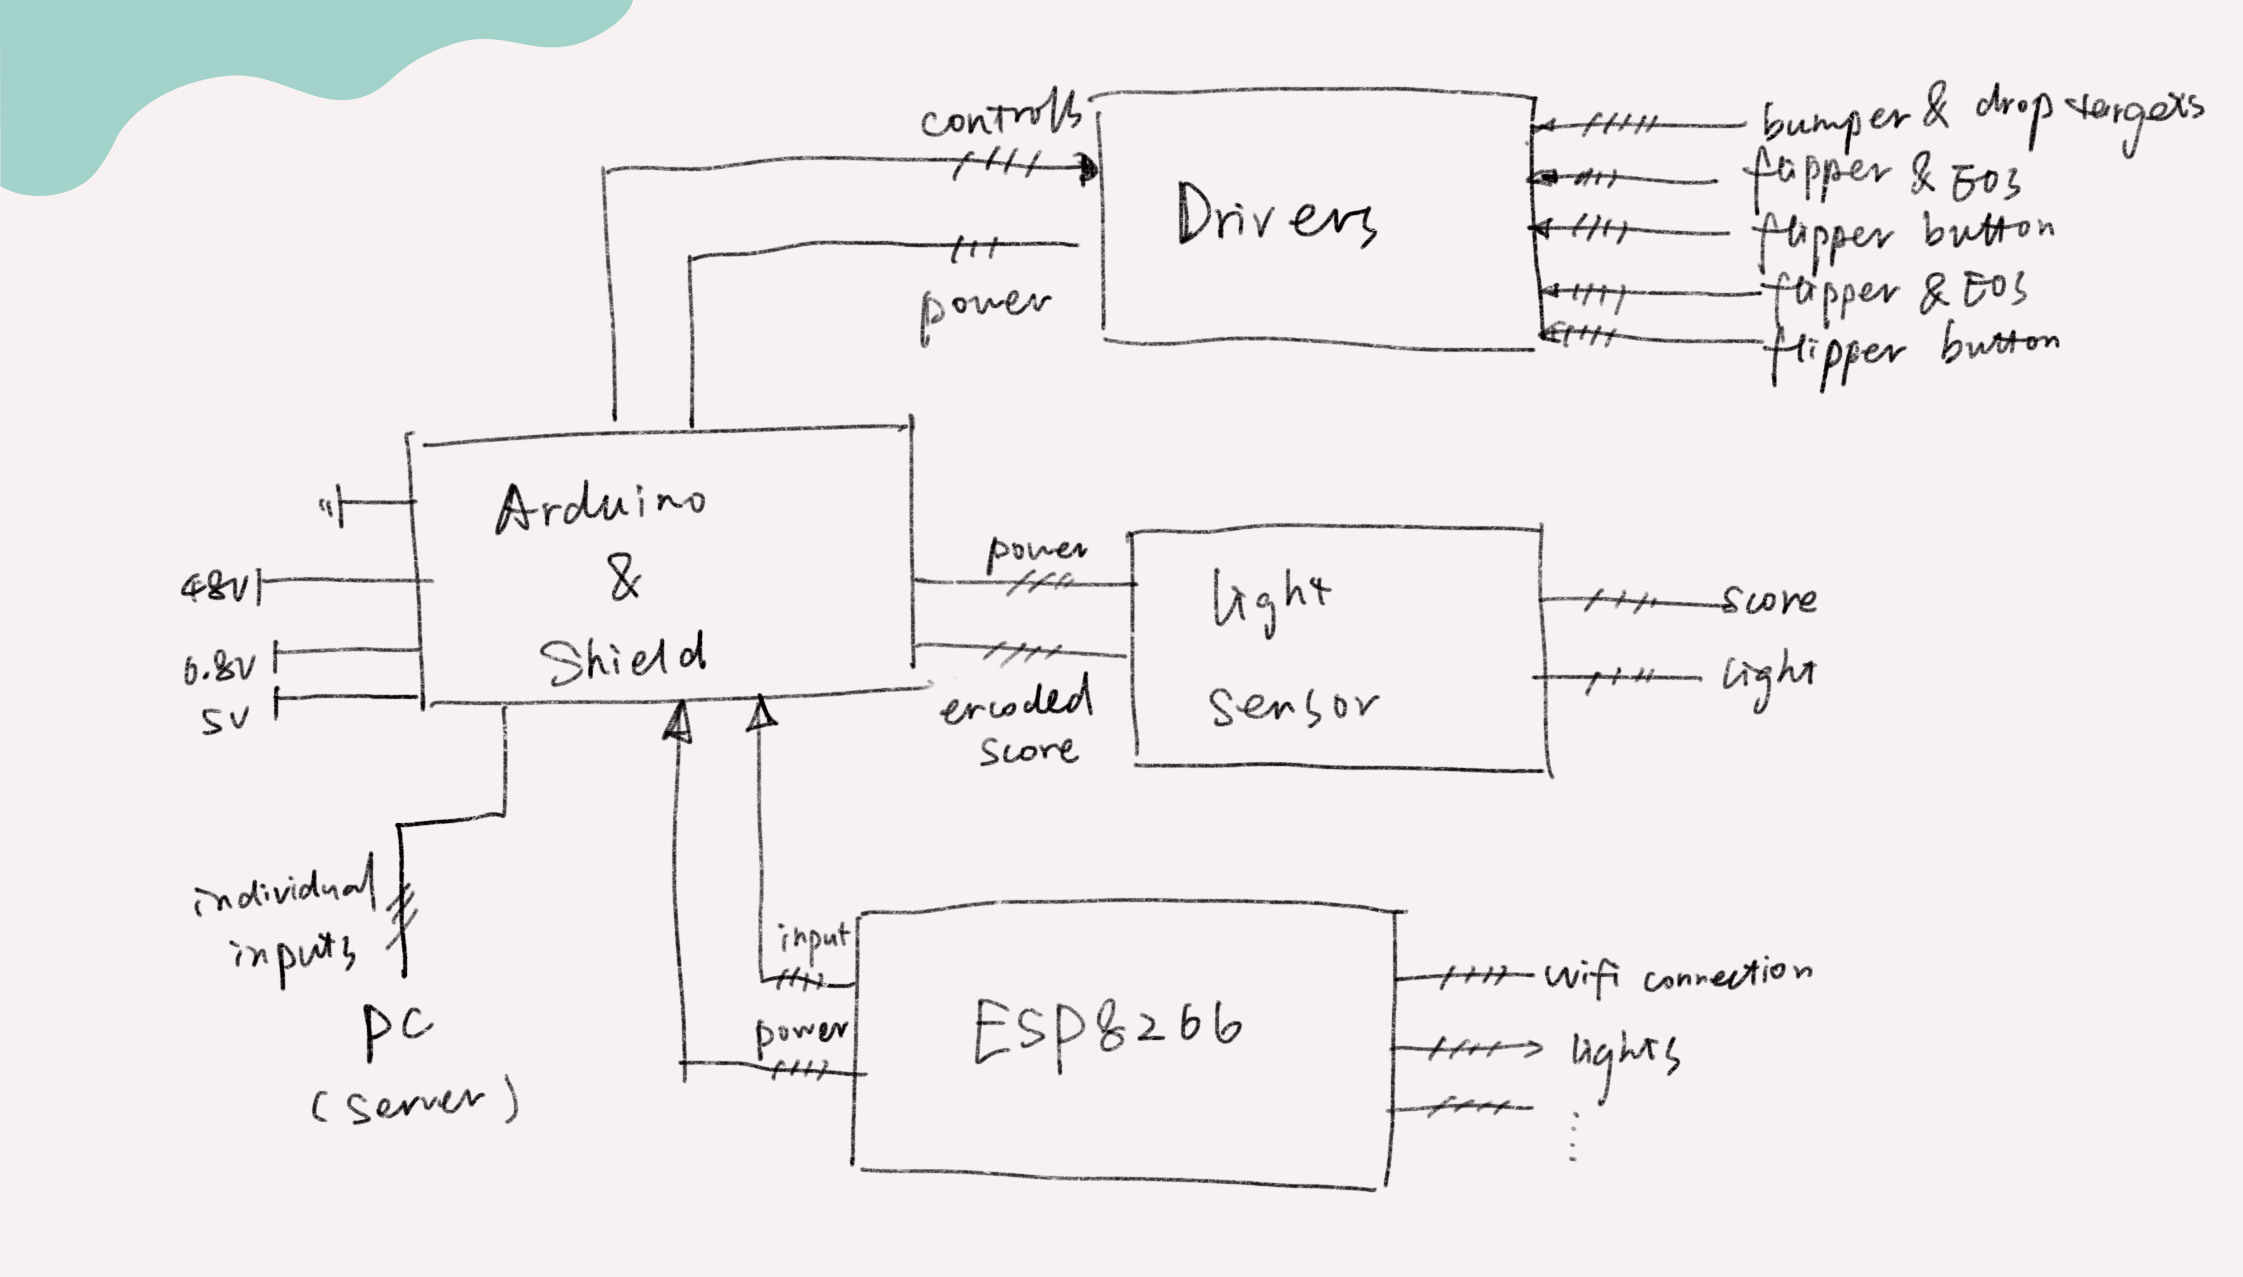 controlls
bumper & drop targets
flipper & EOS
Drivers
flipper button
power
flipper & EOS
flipper button
Arduino
&
Shield
48V
6.8V
5V
power
encoded
score
light
sensor
score
light
individual
inputs
PC
(server)
input
power
ESP8266
wifi connection
lights